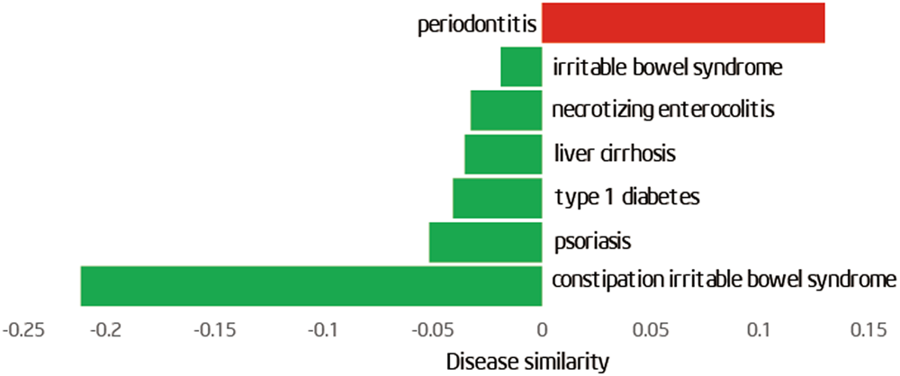 periodontitis
irritable bowel syndrome
necrotizing enterocolitis
liver cirrhosis
type 1 diabetes
psoriasis
constipation irritable bowel syndrome
-0.25 -0.2 -0.15 -0.1 -0.05 0 0.05 0.1 0.15
Disease similarity